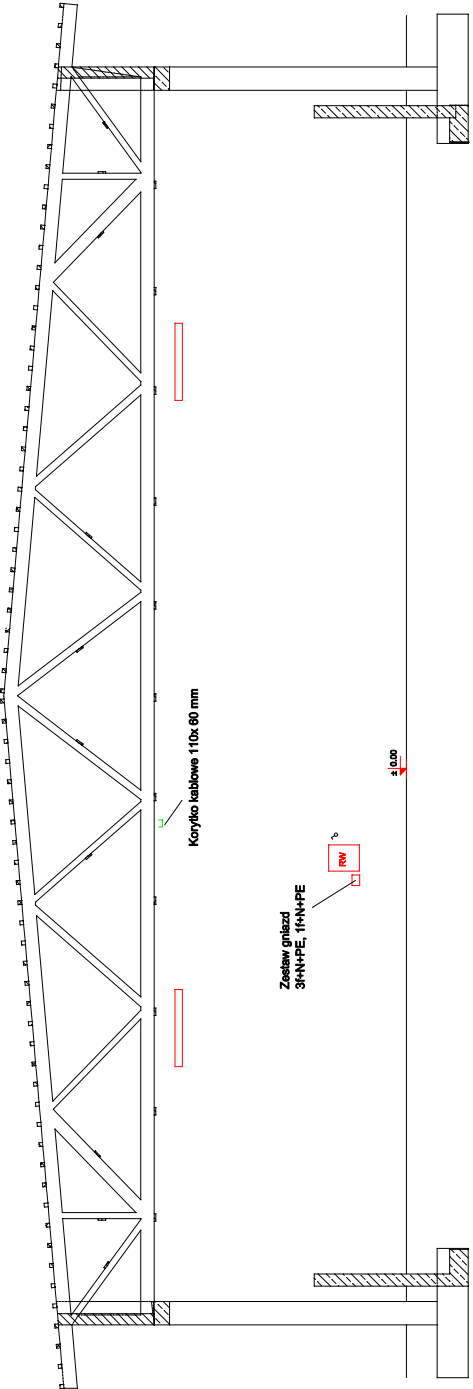 Korytko kablowe 110x 60 mm
Zestaw gniazd
3f+N+PE, 1f+N+PE
RW
± 0.00